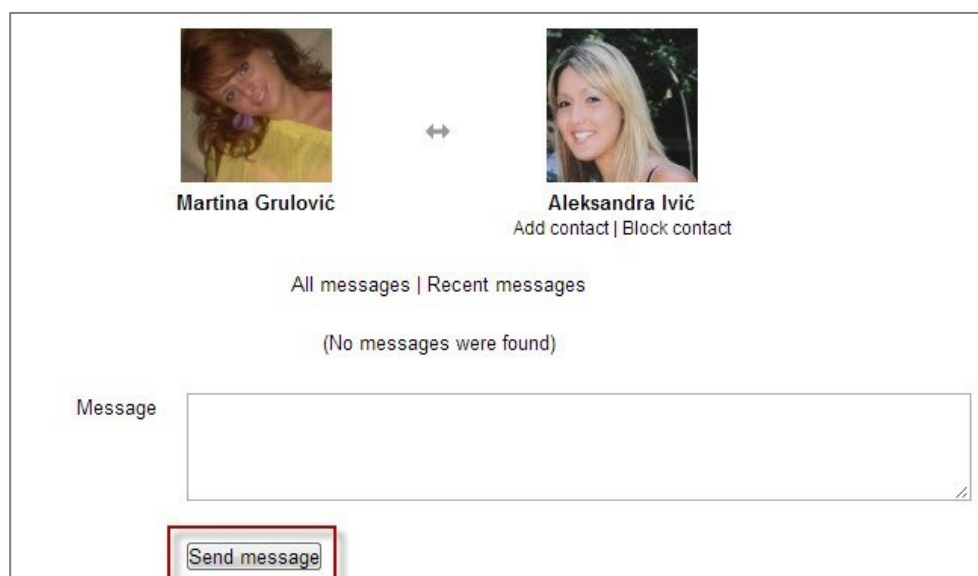 Martina Grulović
Aleksandra Ivić
Add contact | Block contact
All messages | Recent messages
(No messages were found)
Message
Send message